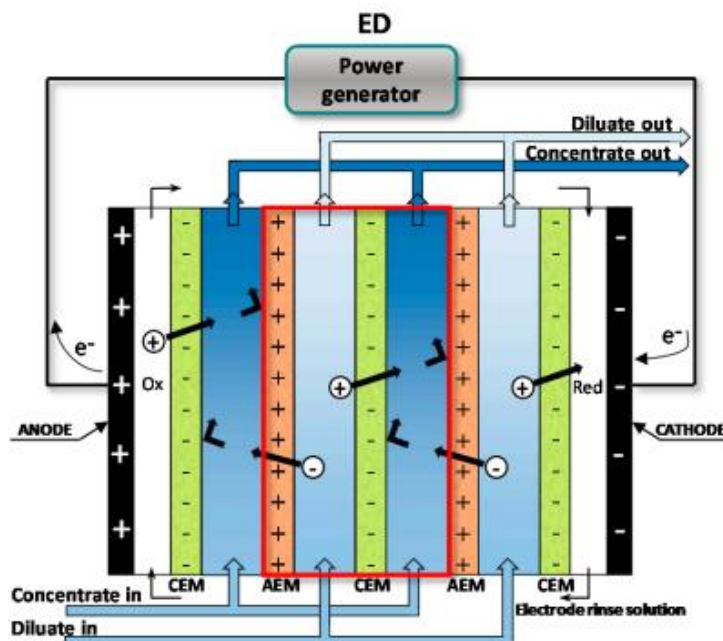 ED
Power
generator
Diluate out
Concentrate out
e-
e-
Ox
Red
ANODE
CATHODE
CEM
AEM
CEM
AEM
CEM
Concentrate in
Electrode rinse solution
Diluate in